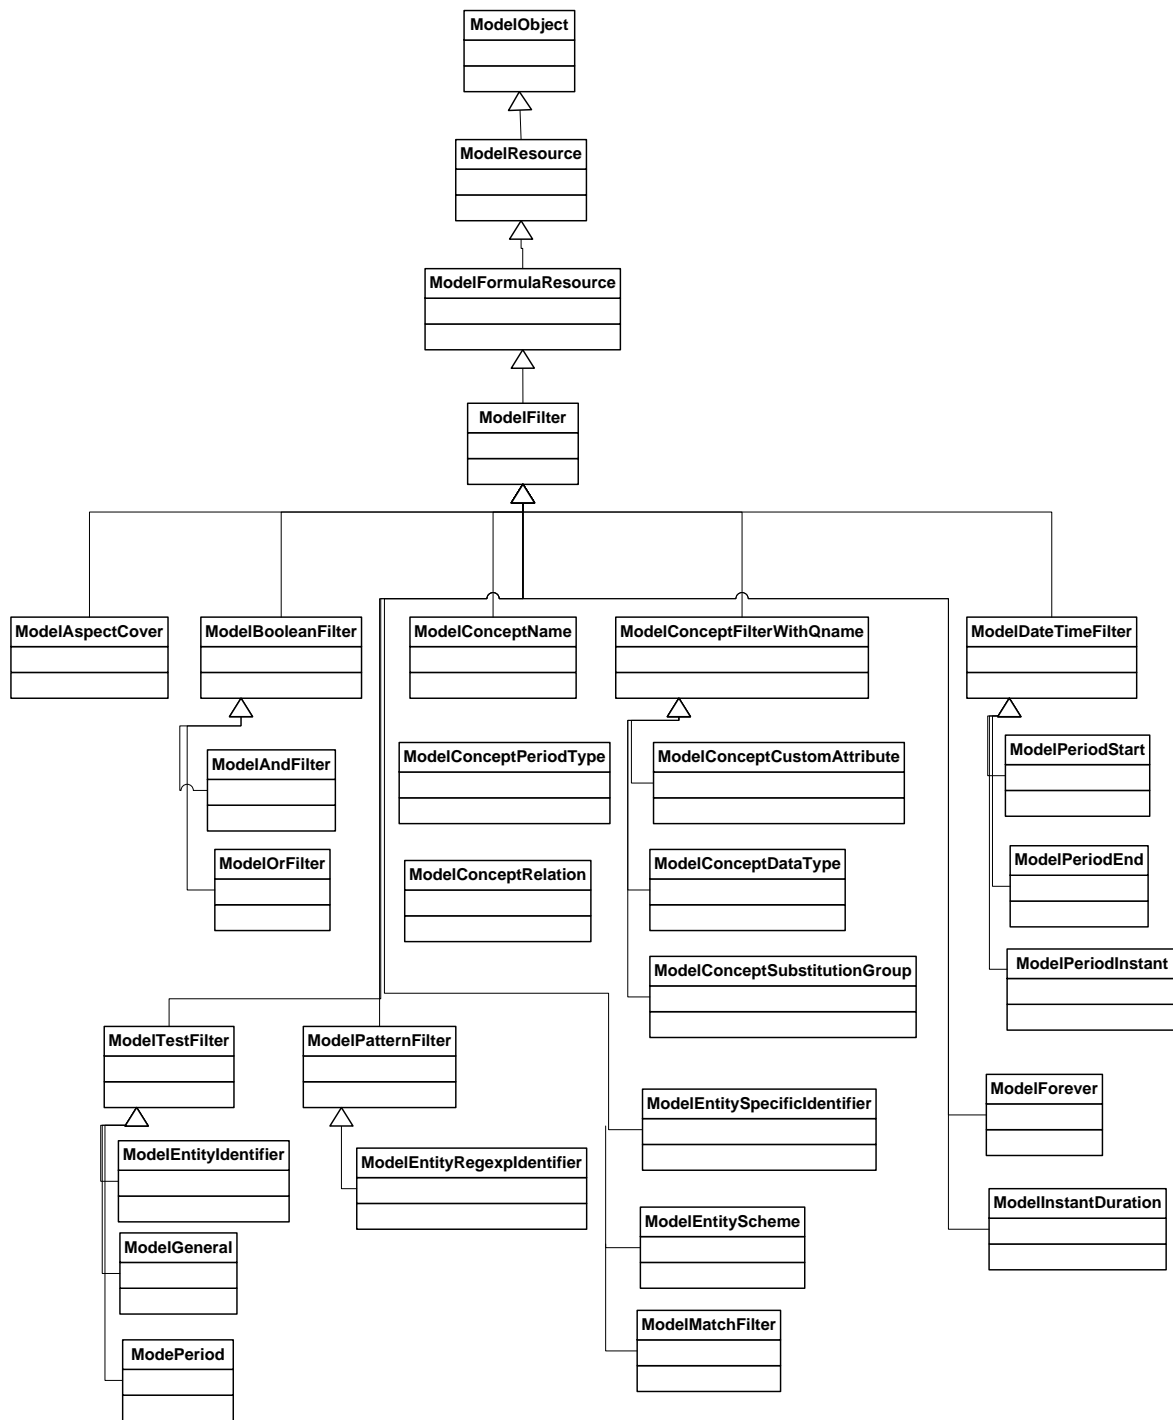 ModelObject
ModelResource
ModelFormulaResource
ModelFilter
ModelAspectCover
ModelBooleanFilter
ModelConceptName
ModelConceptFilterWithQname
ModelDateTimeFilter
ModelAndFilter
ModelConceptPeriodType
ModelConceptCustomAttribute
ModelPeriodStart
ModelOrFilter
ModelConceptRelation
ModelConceptDataType
ModelPeriodEnd
ModelConceptSubstitutionGroup
ModelPeriodInstant
ModelTestFilter
ModelPatternFilter
ModelEntitySpecificIdentifier
ModelForever
ModelEntityIdentifier
ModelEntityRegexpIdentifier
ModelEntityScheme
ModelInstantDuration
ModelGeneral
ModelMatchFilter
ModePeriod